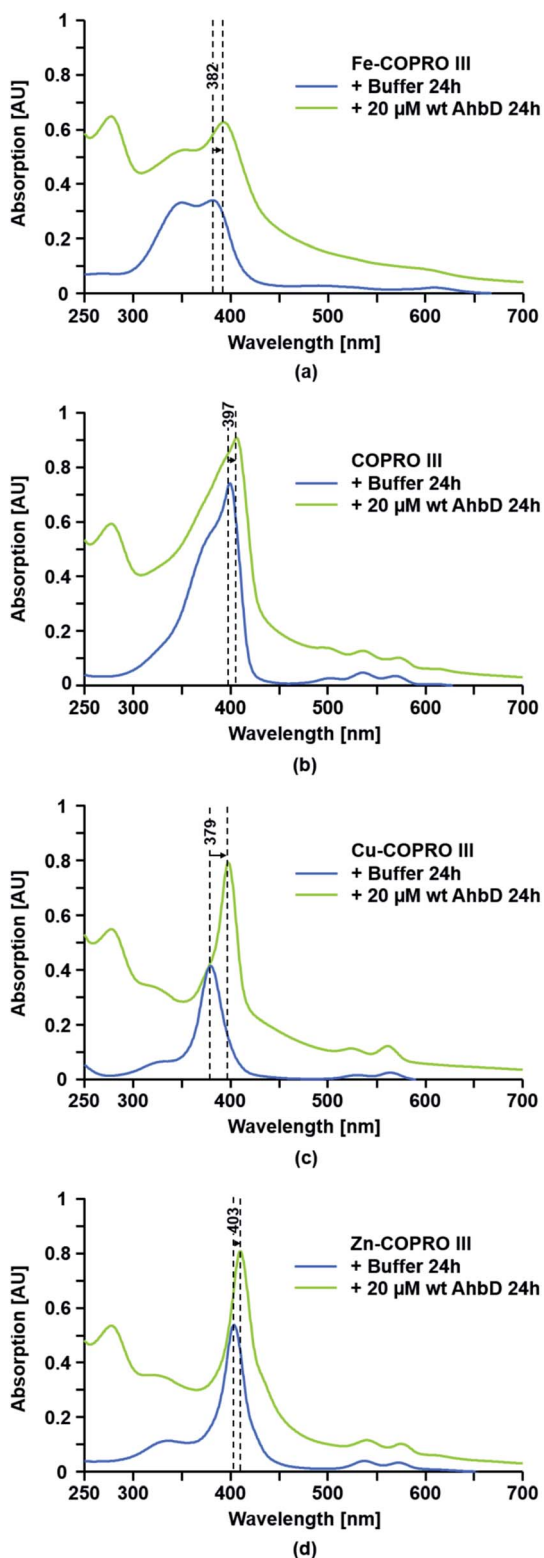 1
0.8
0.6
0.4
0.2
0
Absorption [AU]
382
Fe-COPRO III
+ Buffer 24h
+ 20 µM wt AhbD 24h
250 300 400 500 600 700
Wavelength [nm]
(a)
1
0.8
0.6
0.4
0.2
0
Absorption [AU]
397
COPRO III
+ Buffer 24h
+ 20 µM wt AhbD 24h
250 300 400 500 600 700
Wavelength [nm]
(b)
1
0.8
0.6
0.4
0.2
0
Absorption [AU]
379
Cu-COPRO III
+ Buffer 24h
+ 20 µM wt AhbD 24h
250 300 400 500 600 700
Wavelength [nm]
(c)
1
0.8
0.6
0.4
0.2
0
Absorption [AU]
403
Zn-COPRO III
+ Buffer 24h
+ 20 µM wt AhbD 24h
250 300 400 500 600 700
Wavelength [nm]
(d)